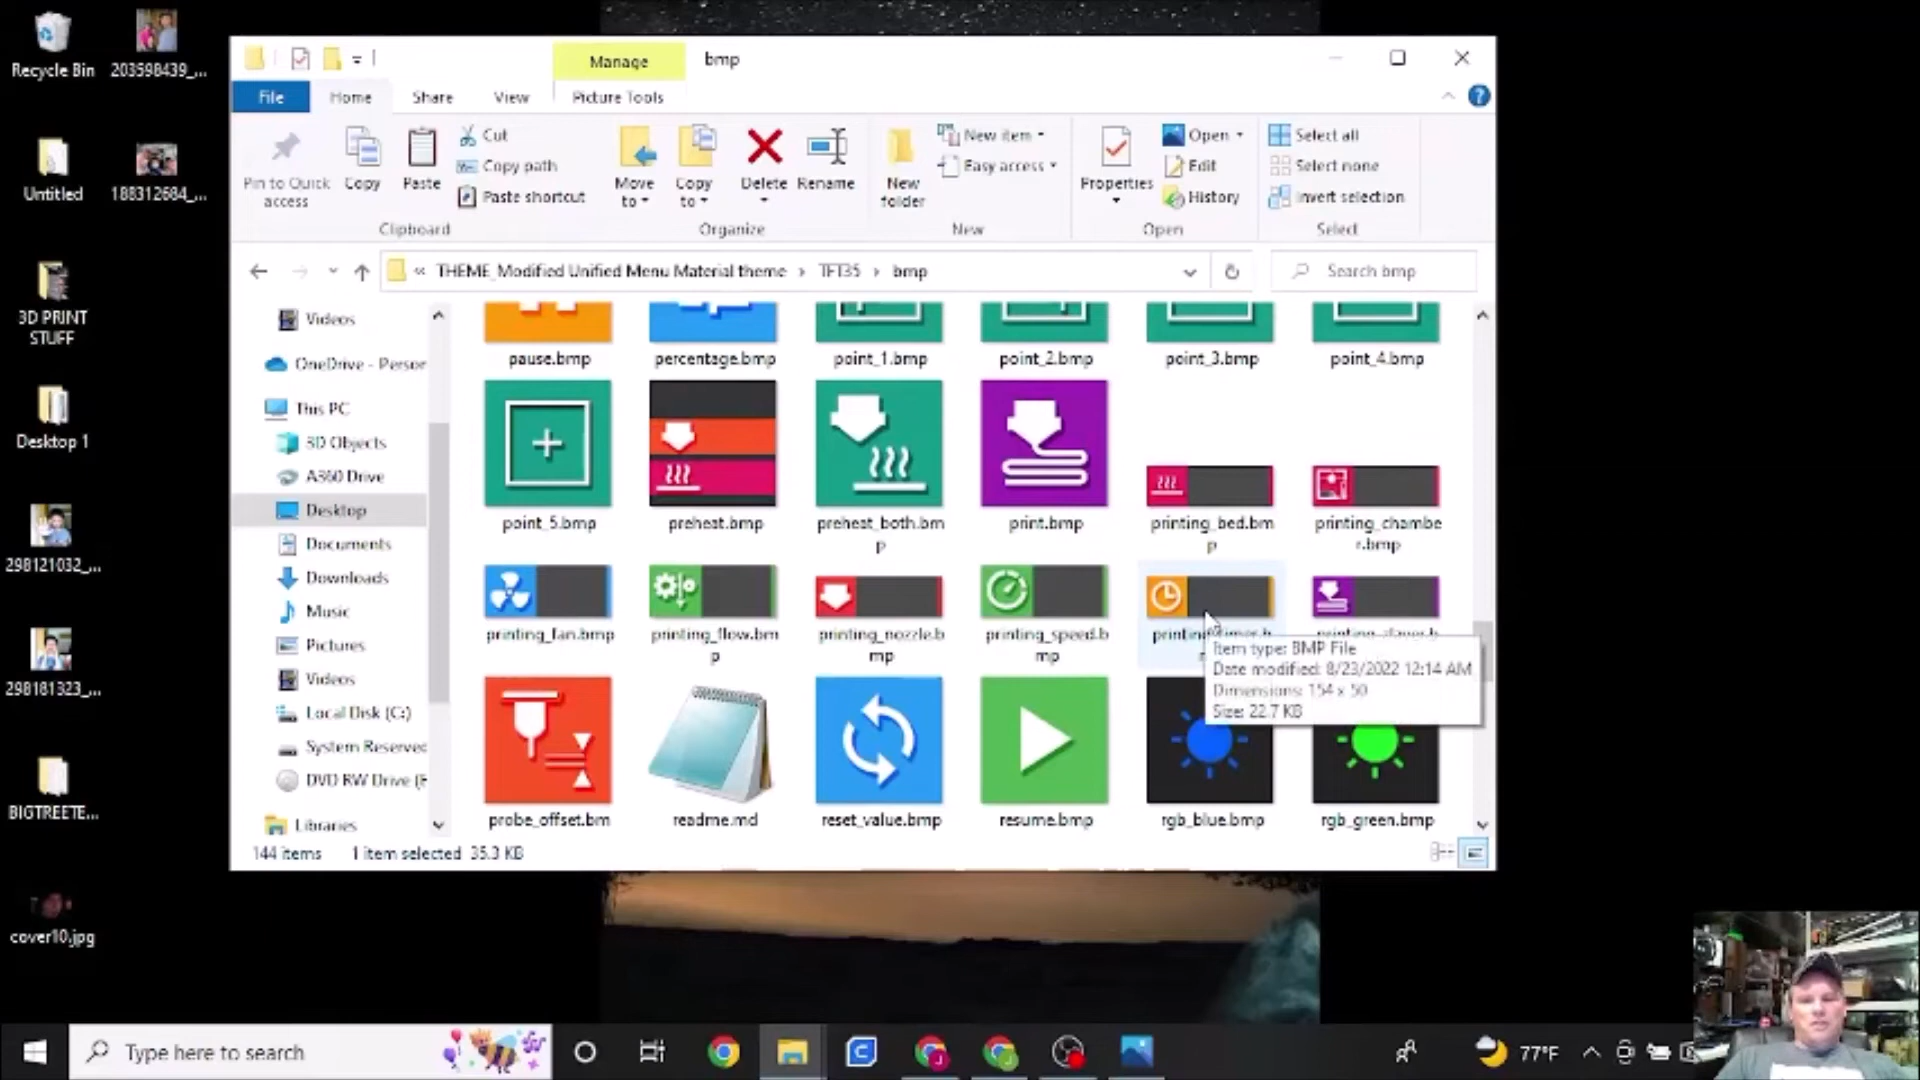 Recycle Bin
203598439_...
Untitled
188312684_...
3D PRINT
STUFF
Desktop 1
298121032_...
298181323_...
BIGTREETE...
cover10.jpg
Manage
bmp
File
Home
Share
View
Picture Tools
Pin to Quick
access
Copy
Paste
Cut
Copy path
Paste shortcut
Clipboard
Move
to
Copy
to
Delete
Rename
Organize
New
folder
New item
Easy access
New
Properties
Open
Edit
History
Open
Select all
Select none
Invert selection
Select
« THEME_Modified Unified Menu Material theme › TFT35 › bmp
Search bmp
Videos
OneDrive - Person
This PC
3D Objects
A360 Drive
Desktop
Documents
Downloads
Music
Pictures
Videos
Local Disk (C:)
System Reserved
DVD RW Drive (
Libraries
pause.bmp
percentage.bmp
point_1.bmp
point_2.bmp
point_3.bmp
point_4.bmp
point_5.bmp
preheat.bmp
preheat_both.bm
p
print.bmp
printing_bed.bm
p
printing_chambe
r.bmp
printing_fan.bmp
printing_flow.bm
p
printing_nozzle.b
mp
printing_speed.b
mp
Item type: BMP File
Date modified: 8/23/2022 12:14 AM
Dimensions: 154 x 50
Size: 22.7 KB
probe_offset.bm
readme.md
reset_value.bmp
resume.bmp
rgb_blue.bmp
rgb_green.bmp
144 items 1 item selected 35.3 KB
Type here to search
77°F